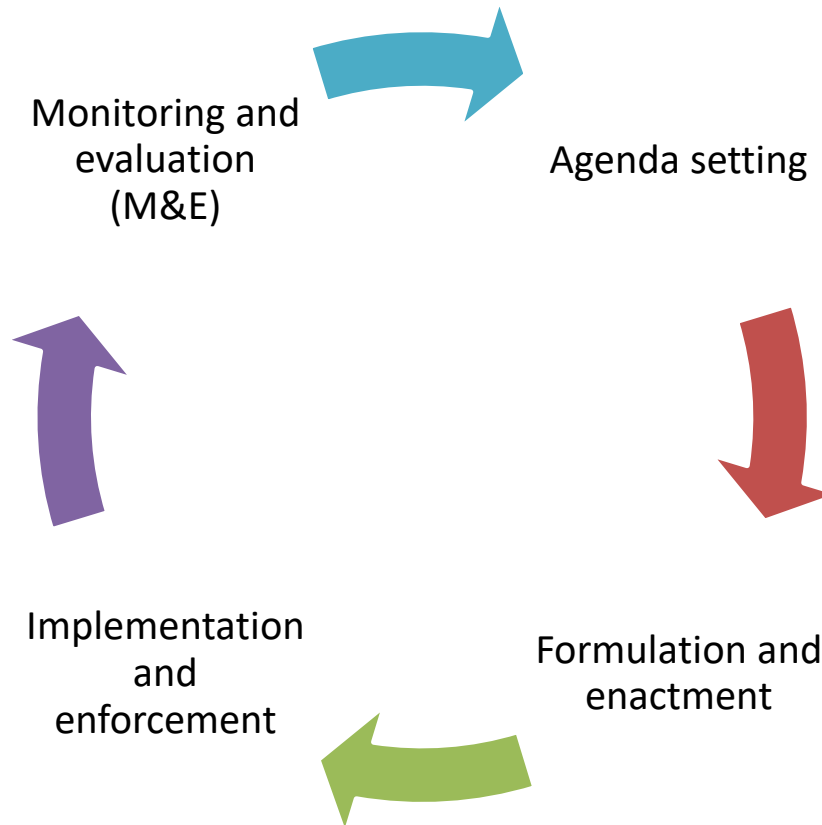 Monitoring and
evaluation
(M&E)
Agenda setting
Formulation and
enactment
Implementation
and
enforcement